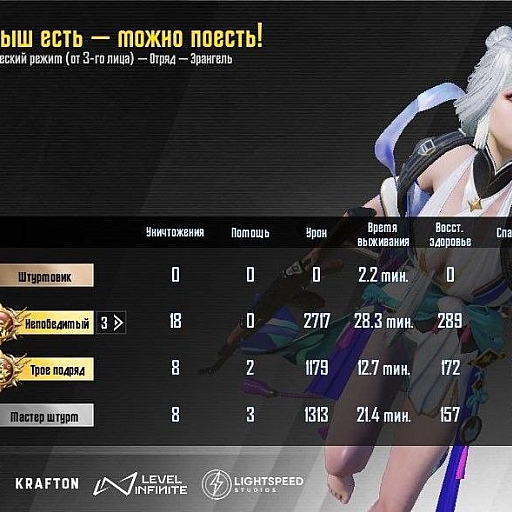 ыш есть — можно поесть!
еский режим (от 3-го лица) — Отряд — Эрангель
Уничтожения Помощь Урон Время выживания Восст. здоровье Спа
Штурмовик 0 0 0 2.2 мин. 0
Непобедимый 3 18 0 2717 28.3 мин. 289
Трое подряд 8 2 1179 12.7 мин. 172
Мастер штурм 8 3 1313 21.4 мин. 157
KRAFTON LEVEL INFINITE LIGHTSPEED STUDIOS